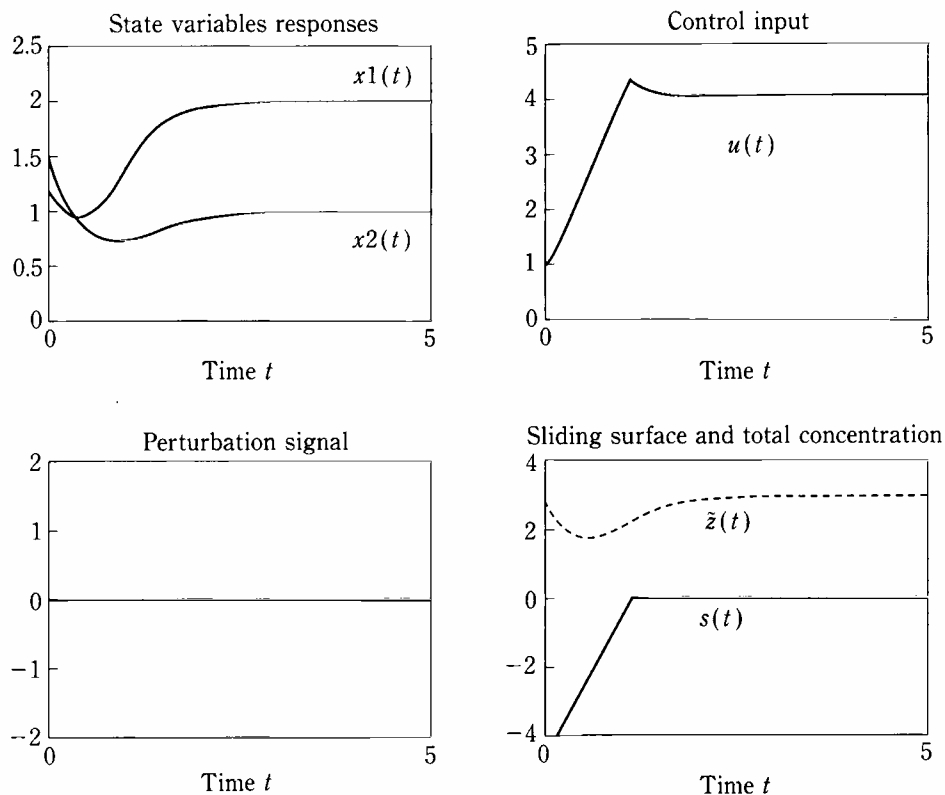 State variables responses
2.5
2
1.5
1
0.5
0
x1(t)
x2(t)
0
5
Time t
Control input
5
4
3
2
1
0
u(t)
0
5
Time t
Perturbation signal
2
1
0
−1
−2
0
5
Time t
Sliding surface and total concentration
4
2
0
−2
−4
z̃(t)
s(t)
0
5
Time t